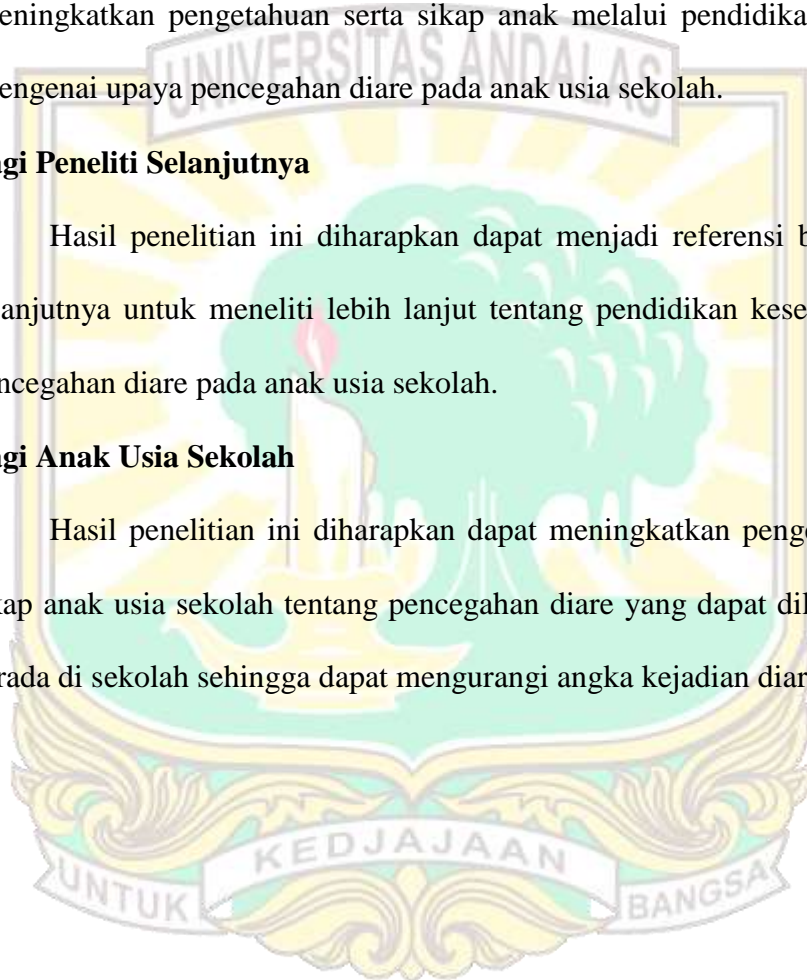 eningkatkan pengetahuan serta sikap anak melalui pendidika
engenai upaya pencegahan diare pada anak usia sekolah.
agi Peneliti Selanjutnya
Hasil penelitian ini diharapkan dapat menjadi referensi b
anjutnya untuk meneliti lebih lanjut tentang pendidikan kese
ncegahan diare pada anak usia sekolah.
agi Anak Usia Sekolah
Hasil penelitian ini diharapkan dapat meningkatkan penge
kap anak usia sekolah tentang pencegahan diare yang dapat dil
rada di sekolah sehingga dapat mengurangi angka kejadian diar
UNIVERSITAS ANDALAS
UNTUK KEDJAJAAN BANGSA